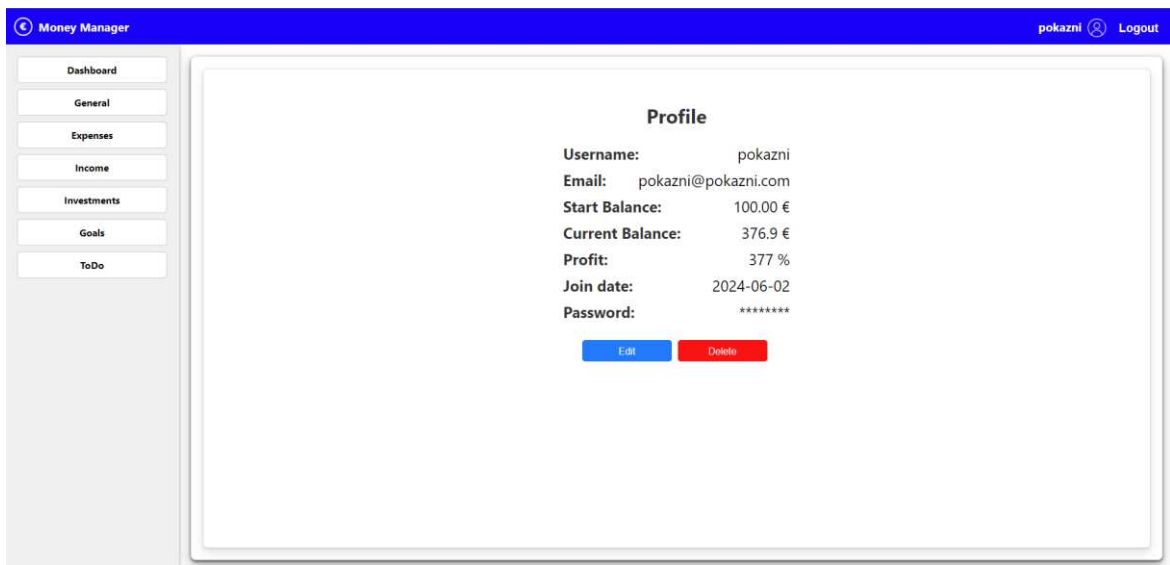 € Money Manager
pokazni Logout
Dashboard
General
Expenses
Income
Investments
Goals
ToDo
Profile
Username: pokazni
Email: pokazni@pokazni.com
Start Balance: 100.00 €
Current Balance: 376.9 €
Profit: 377 %
Join date: 2024-06-02
Password: ********
Edit Delete